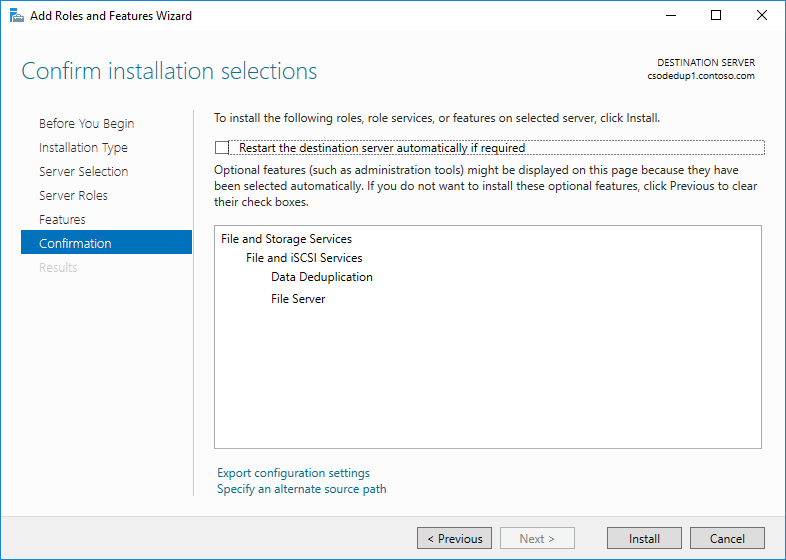 Add Roles and Features Wizard
Confirm installation selections
DESTINATION SERVER
csodedup1.contoso.com
Before You Begin
Installation Type
Server Selection
Server Roles
Features
Confirmation
Results
To install the following roles, role services, or features on selected server, click Install.
Restart the destination server automatically if required
Optional features (such as administration tools) might be displayed on this page because they have
been selected automatically. If you do not want to install these optional features, click Previous to clear
their check boxes.
File and Storage Services
File and iSCSI Services
Data Deduplication
File Server
Export configuration settings
Specify an alternate source path
< Previous
Next >
Install
Cancel